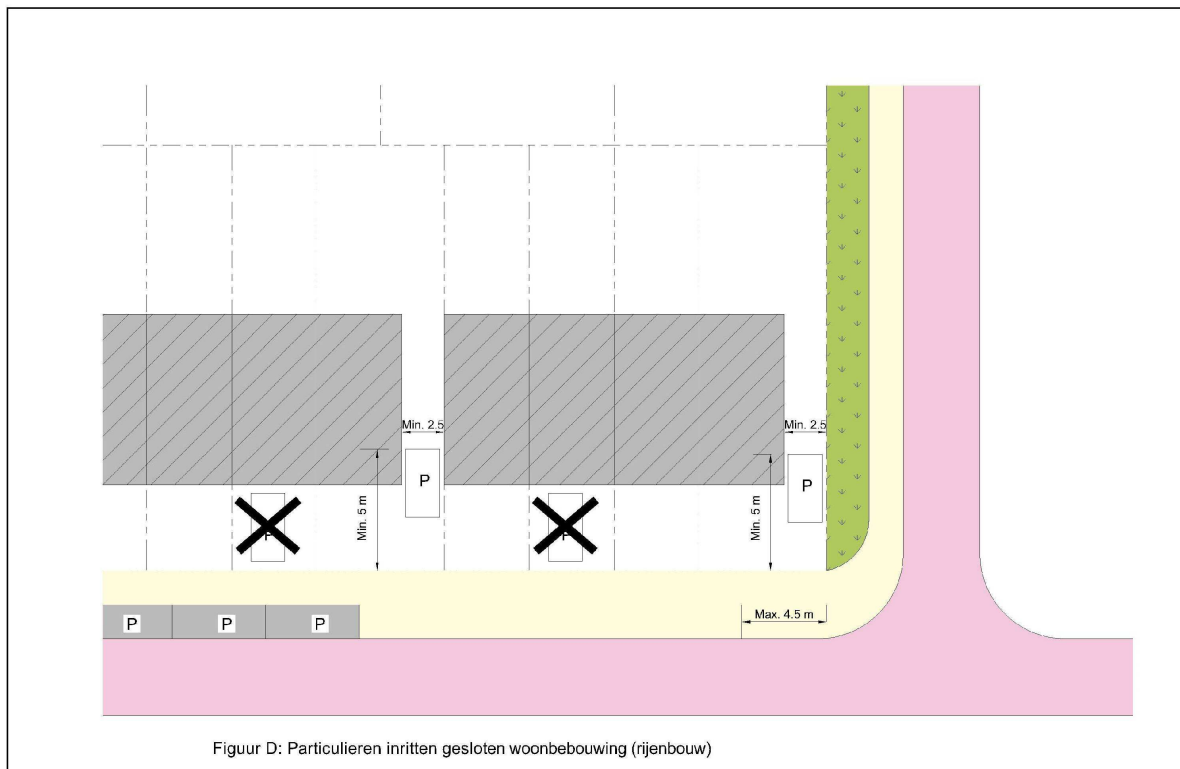 Min. 2.5
Min. 2.5
P
P
Min. 5 m
Min. 5 m
P
P
Max. 4.5 m
P
P
P
Figuur D: Particulieren inritten gesloten woonbebouwing (rijenbouw)